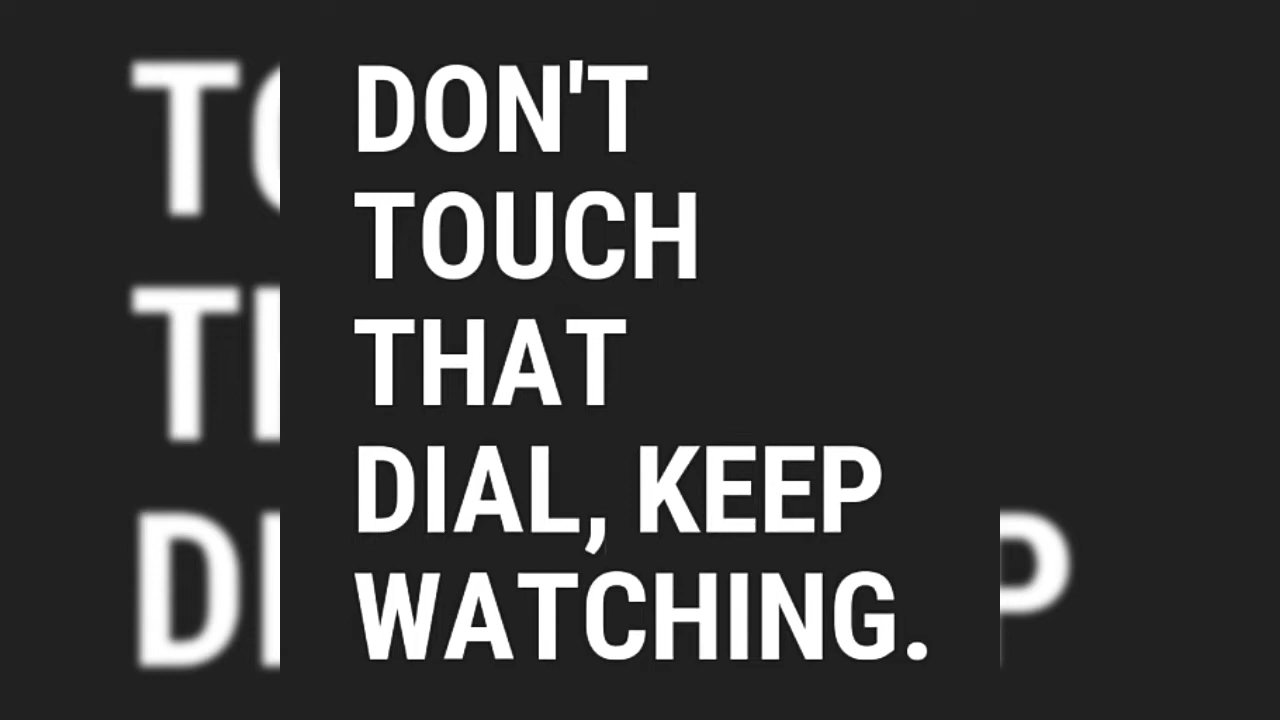 DON'T
TOUCH
THAT
DIAL, KEEP
WATCHING.